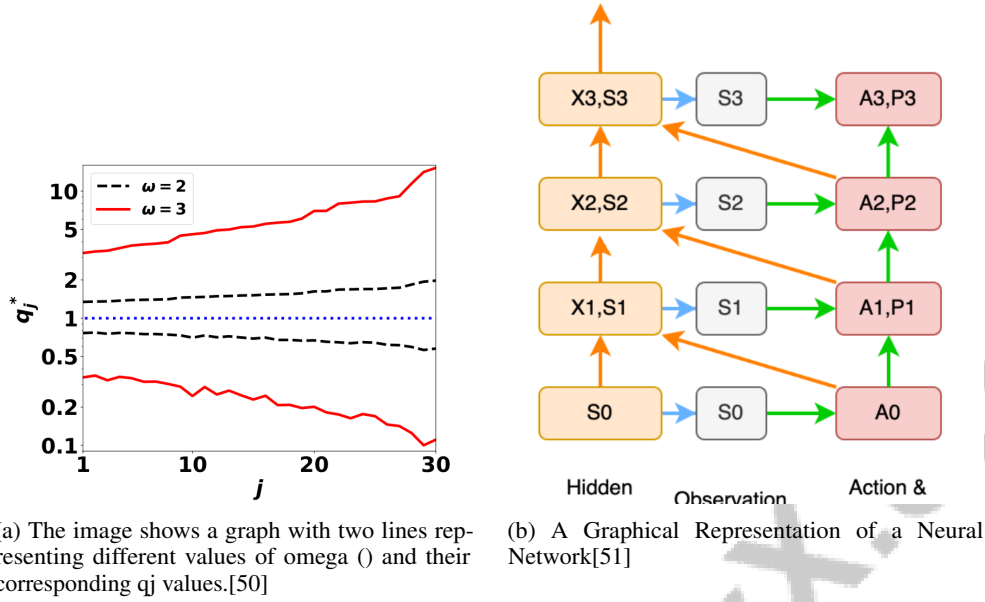 ω = 2
ω = 3
10
5
2
1
0.5
0.2
0.1
q*j
1
10
20
30
j
X3,S3
S3
A3,P3
X2,S2
S2
A2,P2
X1,S1
S1
A1,P1
S0
S0
A0
Hidden
Observation
Action &
(a) The image shows a graph with two lines rep-
resenting different values of omega () and their
corresponding qj values.[50]
(b) A Graphical Representation of a Neural
Network[51]